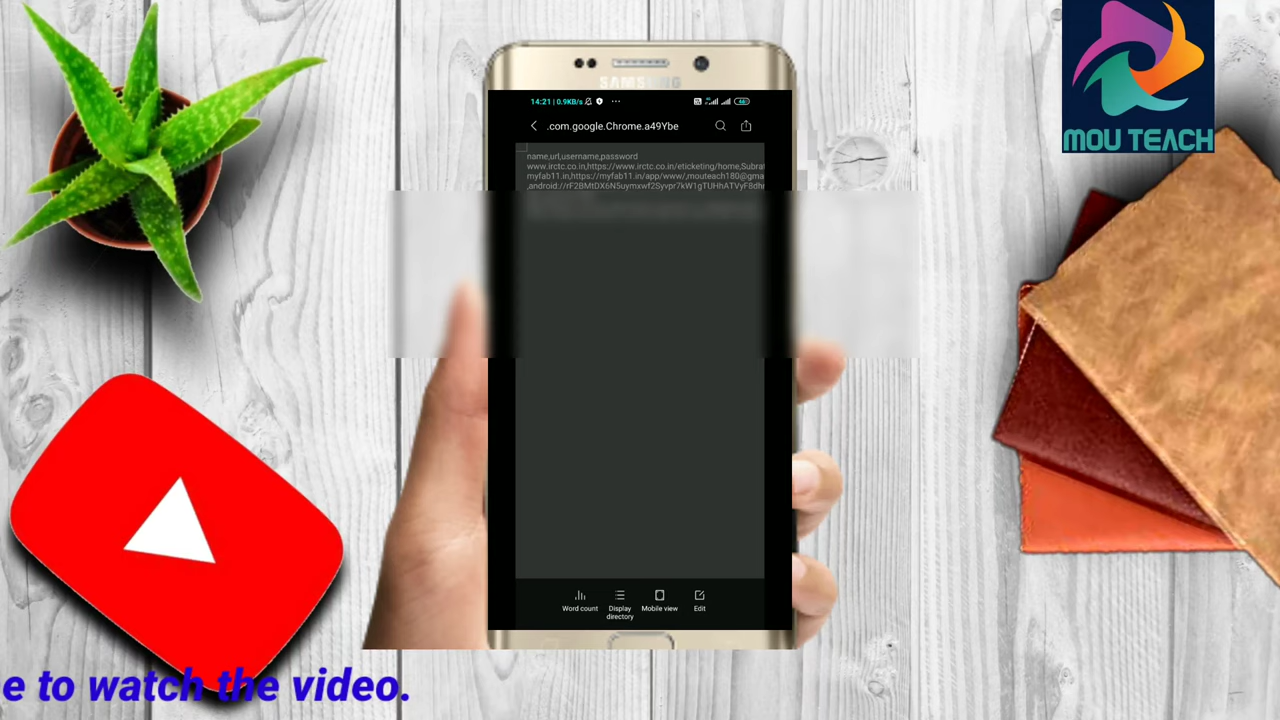 MOU TEACH
SAMSUNG
14:21 | 0.9KB/s ...
.com.google.Chrome.a49Ybe
name,url,username,password
www.irctc.co.in,https://www.irctc.co.in/eticketing/home,Subra
myfab11.in,https://myfab11.in/app/www/,mouteach180@gma
Word count
Display directory
Mobile view
Edit
e to watch the video.